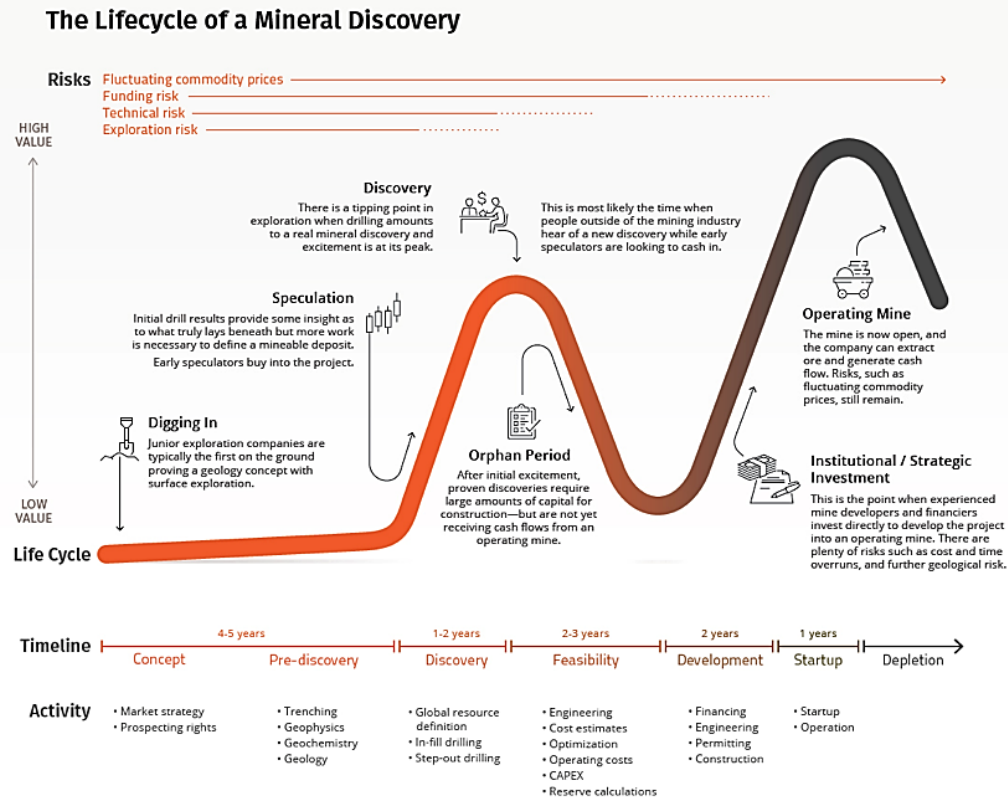 The Lifecycle of a Mineral Discovery
Risks
Fluctuating commodity prices
Funding risk
Technical risk
Exploration risk
HIGH
VALUE
LOW
VALUE
Discovery
There is a tipping point in
exploration when drilling amounts
to a real mineral discovery and
excitement is at its peak.
$
This is most likely the time when
people outside of the mining industry
hear of a new discovery while early
speculators are looking to cash in.
Speculation
Initial drill results provide some insight as
to what truly lays beneath but more work
is necessary to define a mineable deposit.
Early speculators buy into the project.
Digging In
Junior exploration companies are
typically the first on the ground
proving a geology concept with
surface exploration.
Orphan Period
After initial excitement,
proven discoveries require
large amounts of capital for
construction—but are not yet
receiving cash flows from an
operating mine.
Operating Mine
The mine is now open, and
the company can extract
ore and generate cash
flow. Risks, such as
fluctuating commodity
prices, still remain.
Institutional / Strategic
Investment
This is the point when experienced
mine developers and financiers
invest directly to develop the project
into an operating mine. There are
plenty of risks such as cost and time
overruns, and further geological risk.
Life Cycle
Timeline
4-5 years
1-2 years
2-3 years
2 years
1 years
Concept
Pre-discovery
Discovery
Feasibility
Development
Startup
Depletion
Activity
• Market strategy
• Prospecting rights
• Trenching
• Geophysics
• Geochemistry
• Geology
• Global resource
definition
• In-fill drilling
• Step-out drilling
• Engineering
• Cost estimates
• Optimization
• Operating costs
• CAPEX
• Reserve calculations
• Financing
• Engineering
• Permitting
• Construction
• Startup
• Operation